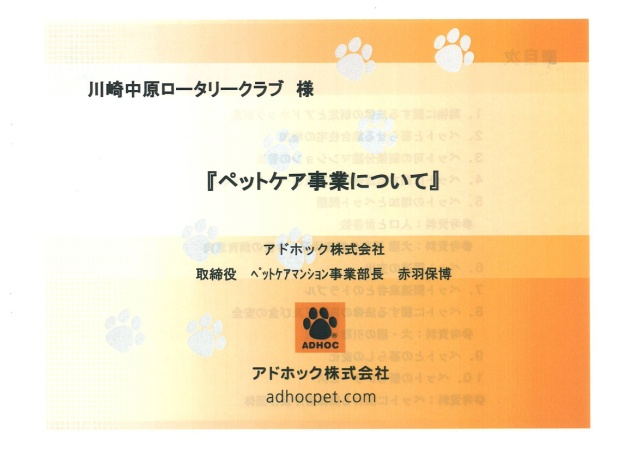 川崎中原ロータリークラブ 様
『ペットケア事業について』
アドホック株式会社
取締役 ペットケアマンション事業部長 赤羽保博
ADHOC
アドホック株式会社
adhocpet.com